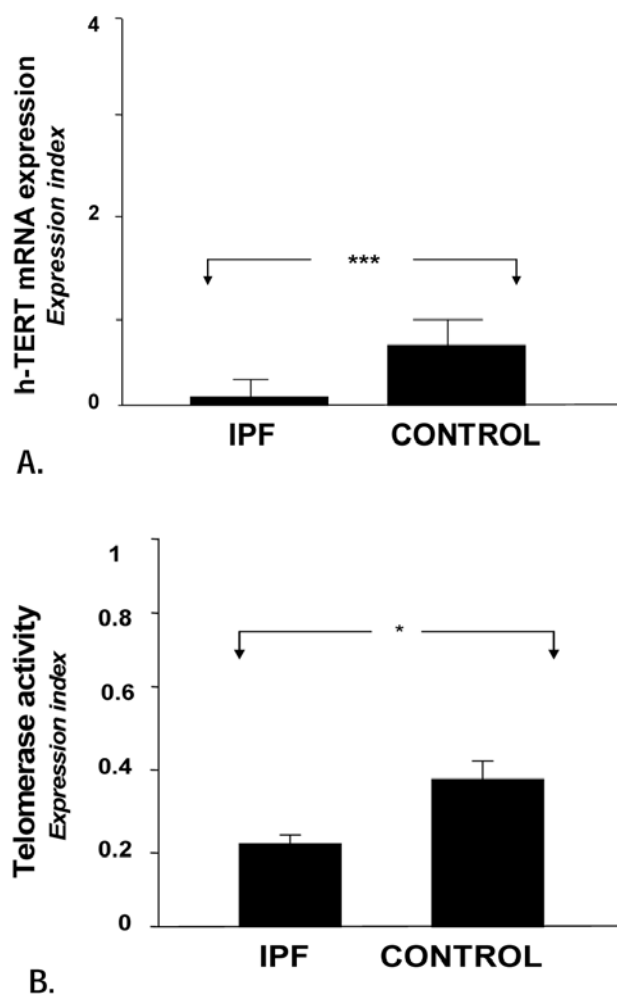 4
h-TERT mRNA expression
Expression index
2
***
0
IPF CONTROL
A.
1
Telomerase activity
Expression index
0.8
*
0.6
0.4
0.2
0
IPF CONTROL
B.